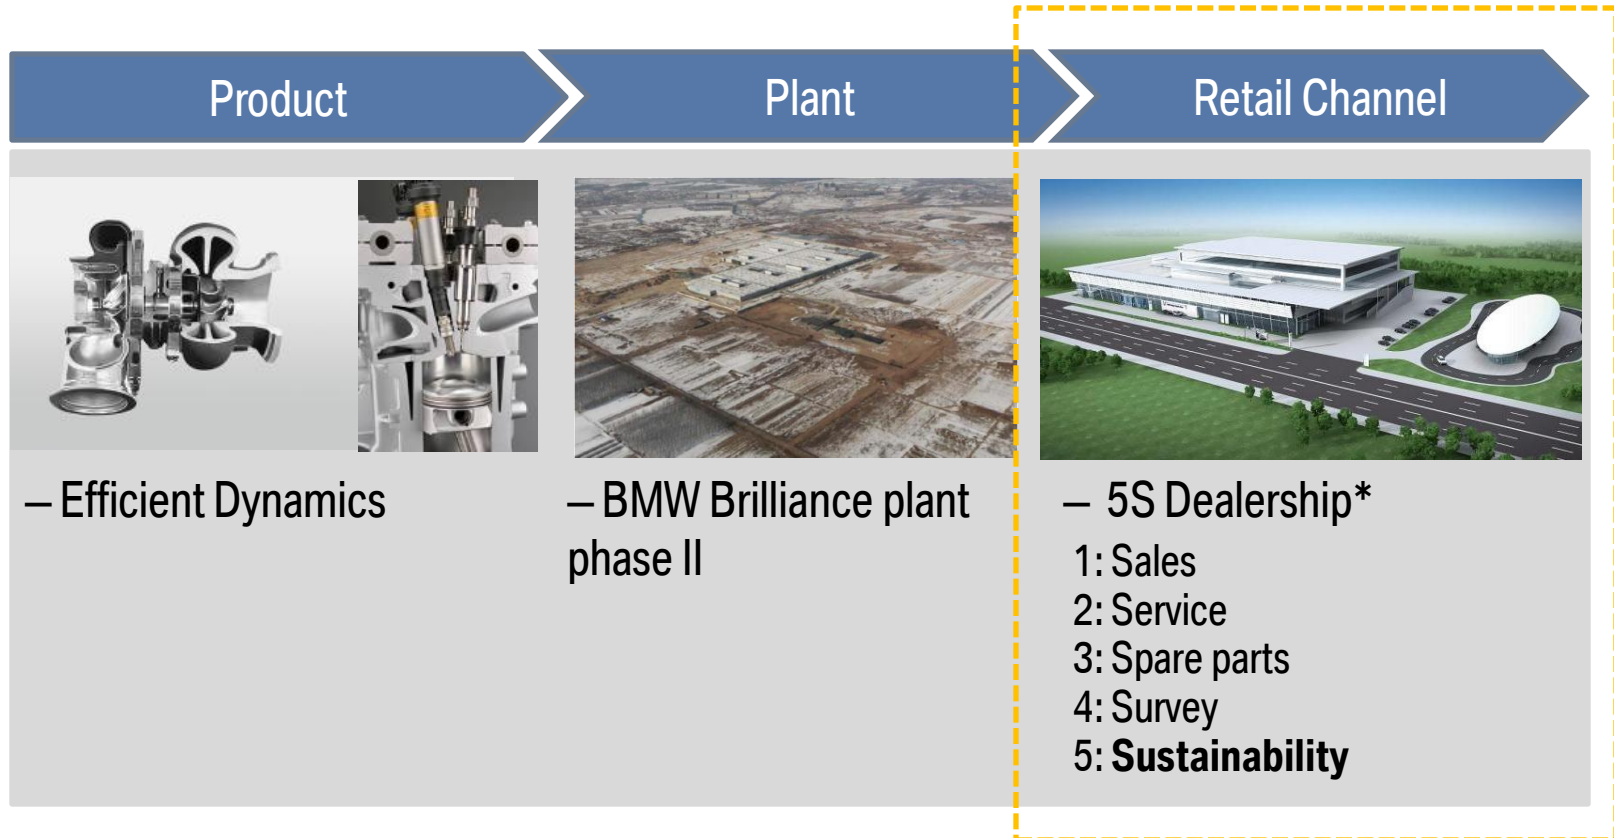 Product
Plant
Retail Channel
– Efficient Dynamics
– BMW Brilliance plant
phase II
– 5S Dealership*
1: Sales
2: Service
3: Spare parts
4: Survey
5: Sustainability